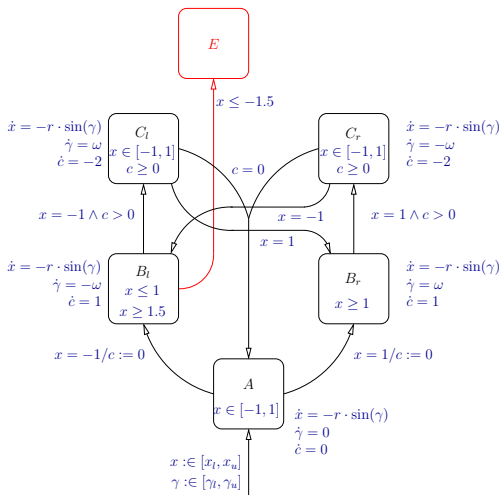 E
x ≤ −1.5
ẋ = −r · sin(γ)
γ̇ = ω
ċ = −2
C_l
x ∈ [−1, 1]
c ≥ 0
c = 0
C_r
x ∈ [−1, 1]
c ≥ 0
ẋ = −r · sin(γ)
γ̇ = −ω
ċ = −2
x = −1 ∧ c > 0
x = −1
x = 1
x = 1 ∧ c > 0
ẋ = −r · sin(γ)
γ̇ = −ω
ċ = 1
B_l
x ≤ 1
x ≥ 1.5
B_r
x ≥ 1
ẋ = −r · sin(γ)
γ̇ = ω
ċ = 1
x = −1/c := 0
x = 1/c := 0
A
x ∈ [−1, 1]
ẋ = −r · sin(γ)
γ̇ = 0
ċ = 0
x :∈ [x_l, x_u]
γ :∈ [γ_l, γ_u]